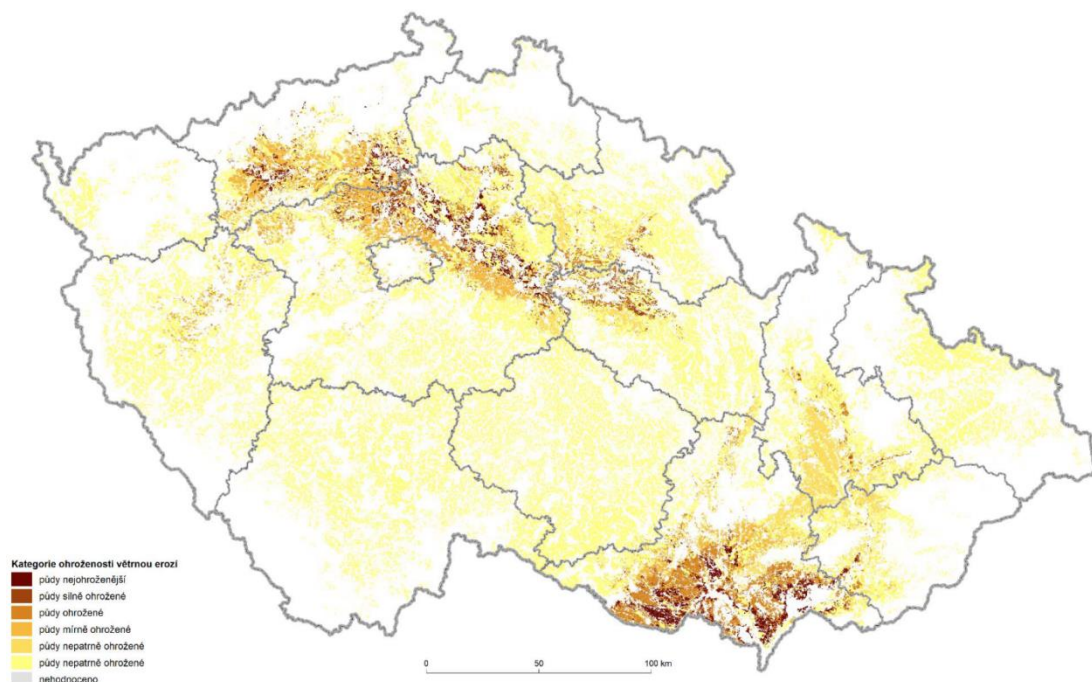 Kategorie ohroženosti větrnou erozí
půdy nejohroženější
půdy silně ohrožené
půdy ohrožené
půdy mírně ohrožené
půdy nepatrně ohrožené
půdy nepatrně ohrožené
nehodnoceno
0 50 100 km